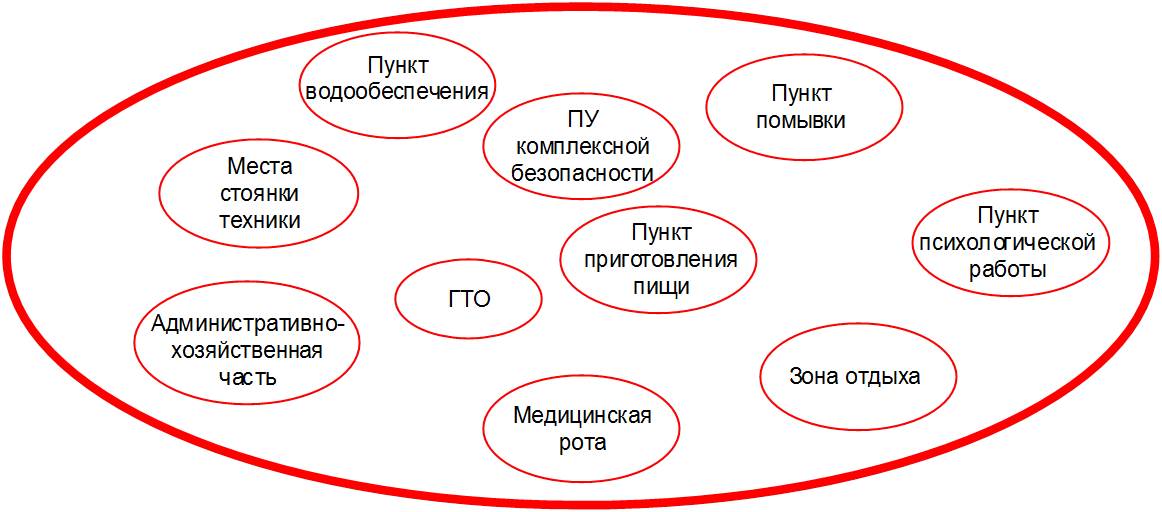 Пункт
водообеспечения
ПУ
комплексной
безопасности
Пункт
помывки
Места
стоянки
техники
Пункт
приготовления
пищи
Пункт
психологической
работы
ГТО
Административно-
хозяйственная
часть
Зона отдыха
Медицинская
рота